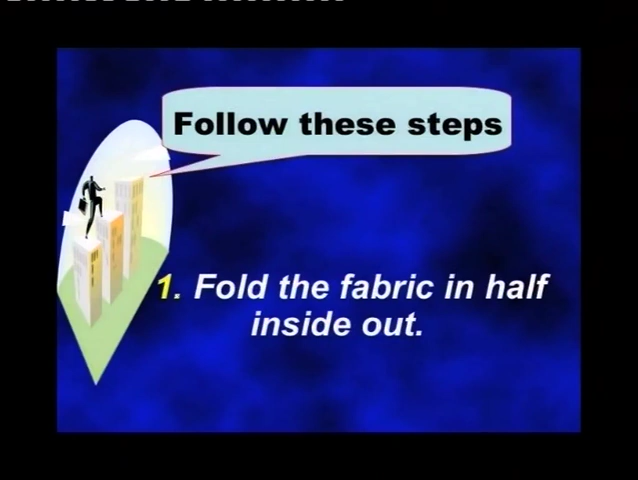 Follow these steps
1. Fold the fabric in half
inside out.